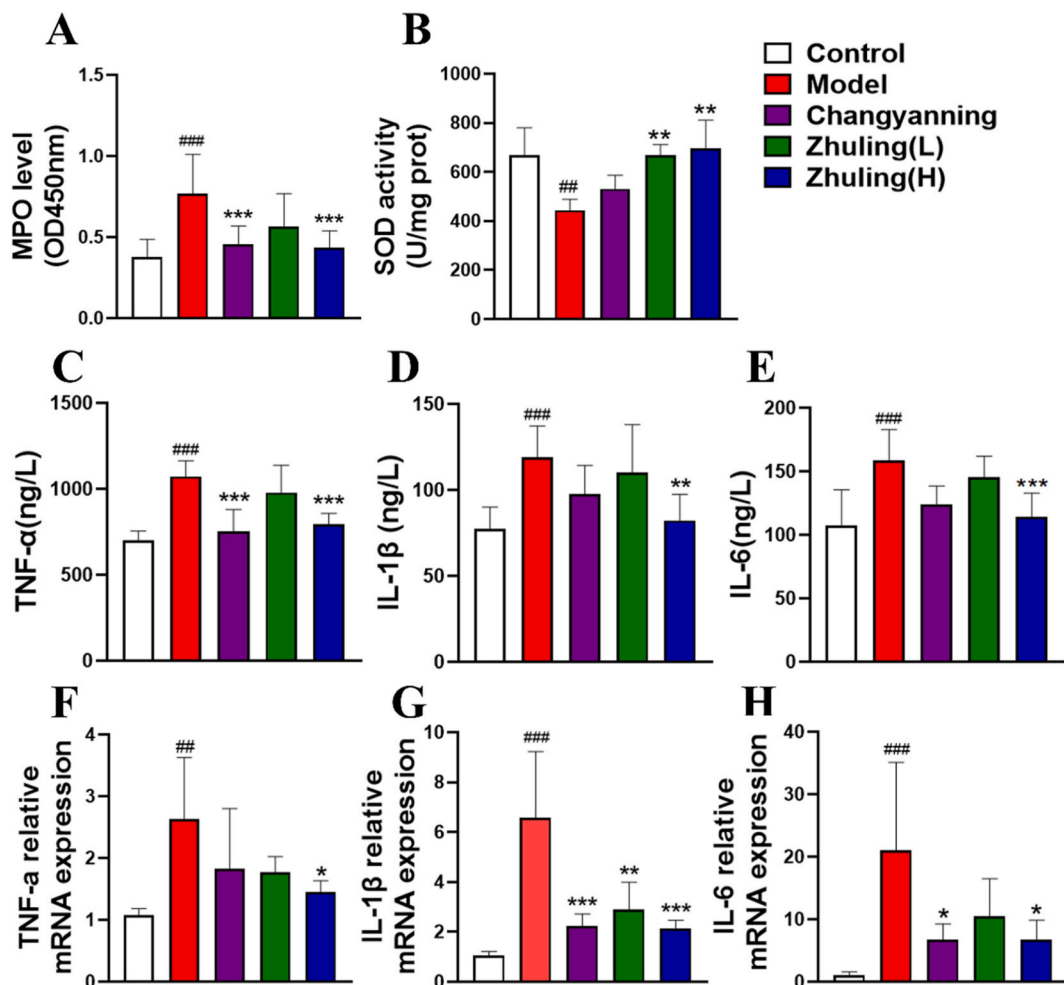 A
MPO level
(OD450nm)
1.5
1.0
0.5
0.0
###
***
***
B
SOD activity
(U/mg prot)
1000
800
600
400
200
0
##
**
**
Control
Model
Changyanning
Zhuling(L)
Zhuling(H)
C
TNF-α(ng/L)
1500
1000
500
0
###
***
***
D
IL-1β (ng/L)
150
100
50
0
###
**
E
IL-6(ng/L)
200
150
100
50
0
###
***
F
TNF-a relative
mRNA expression
4
3
2
1
0
##
*
G
IL-1β relative
mRNA expression
10
8
6
4
2
0
###
***
**
***
H
IL-6 relative
mRNA expression
40
30
20
10
0
###
*
*